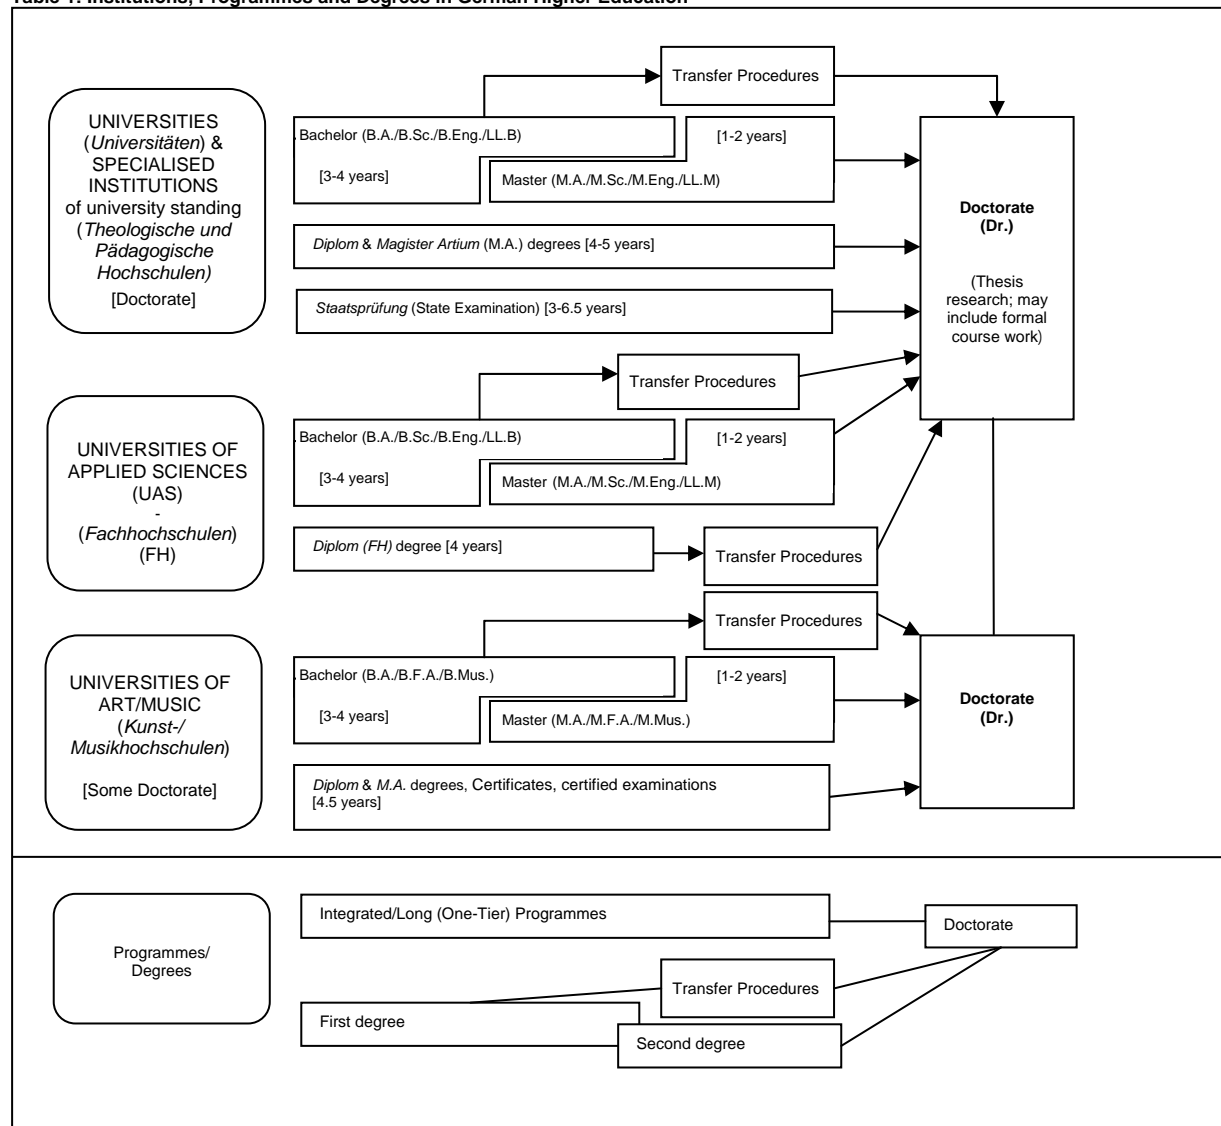 Table 1: Institutions, Programmes and Degrees in German Higher Education
Transfer Procedures
UNIVERSITIES
(Universitäten) &
SPECIALISED
INSTITUTIONS
of university standing
(Theologische und
Pädagogische
Hochschulen)
[Doctorate]
. Bachelor (B.A./B.Sc./B.Eng./LL.B)
[3-4 years]
[1-2 years]
Master (M.A./M.Sc./M.Eng./LL.M)
Diplom & Magister Artium (M.A.) degrees [4-5 years]
Staatsprüfung (State Examination) [3-6.5 years]
Doctorate
(Dr.)
(Thesis
research; may
include formal
course work)
Transfer Procedures
UNIVERSITIES OF
APPLIED SCIENCES
(UAS)
-
(Fachhochschulen)
(FH)
. Bachelor (B.A./B.Sc./B.Eng./LL.B)
[3-4 years]
[1-2 years]
Master (M.A./M.Sc./M.Eng./LL.M)
Diplom (FH) degree [4 years]
Transfer Procedures
Transfer Procedures
UNIVERSITIES OF
ART/MUSIC
(Kunst-/
Musikhochschulen)
[Some Doctorate]
. Bachelor (B.A./B.F.A./B.Mus.)
[3-4 years]
[1-2 years]
Master (M.A./M.F.A./M.Mus.)
Diplom & M.A. degrees, Certificates, certified examinations
[4.5 years]
Doctorate
(Dr.)
Programmes/
Degrees
Integrated/Long (One-Tier) Programmes
Doctorate
Transfer Procedures
First degree
Second degree